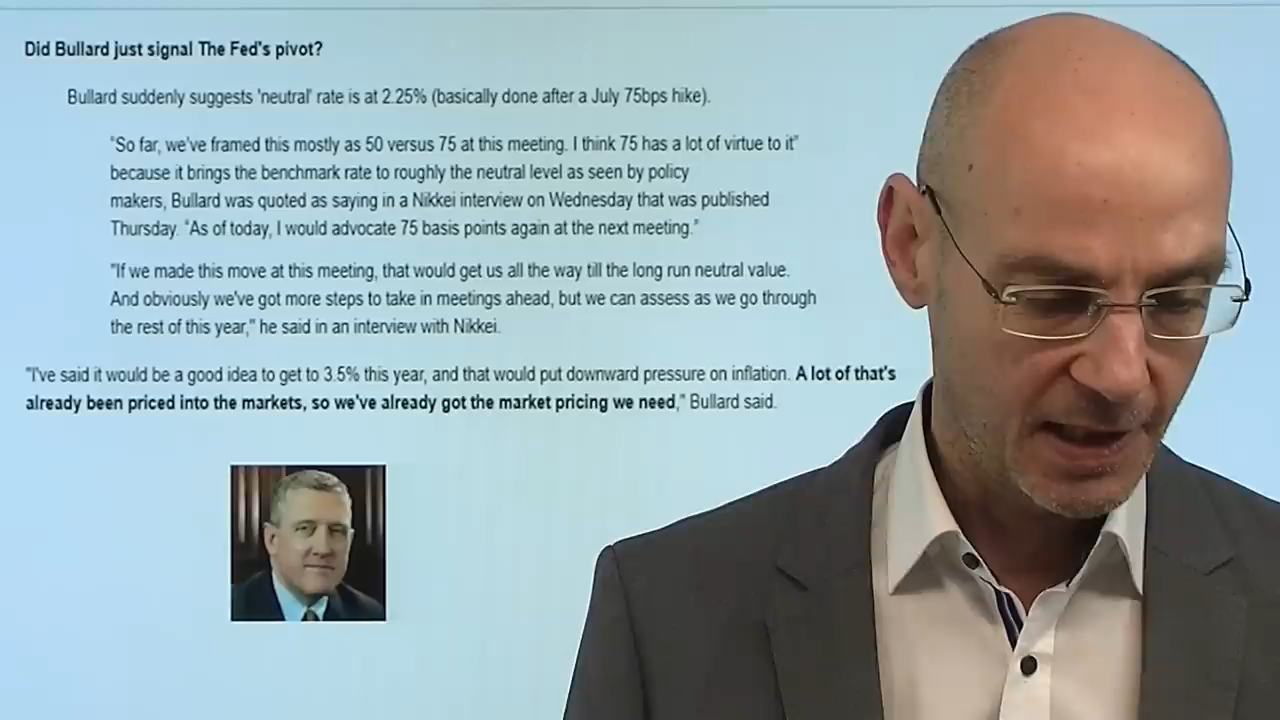 Did Bullard just signal The Fed's pivot?
Bullard suddenly suggests 'neutral' rate is at 2.25% (basically done after a July 75bps hike).
"So far, we've framed this mostly as 50 versus 75 at this meeting. I think 75 has a lot of virtue to it"
because it brings the benchmark rate to roughly the neutral level as seen by policy
makers, Bullard was quoted as saying in a Nikkei interview on Wednesday that was published
Thursday. "As of today, I would advocate 75 basis points again at the next meeting."
"If we made this move at this meeting, that would get us all the way till the long run neutral value.
And obviously we've got more steps to take in meetings ahead, but we can assess as we go through
the rest of this year," he said in an interview with Nikkei.
"I've said it would be a good idea to get to 3.5% this year, and that would put downward pressure on inflation. A lot of that's
already been priced into the markets, so we've already got the market pricing we need," Bullard said.